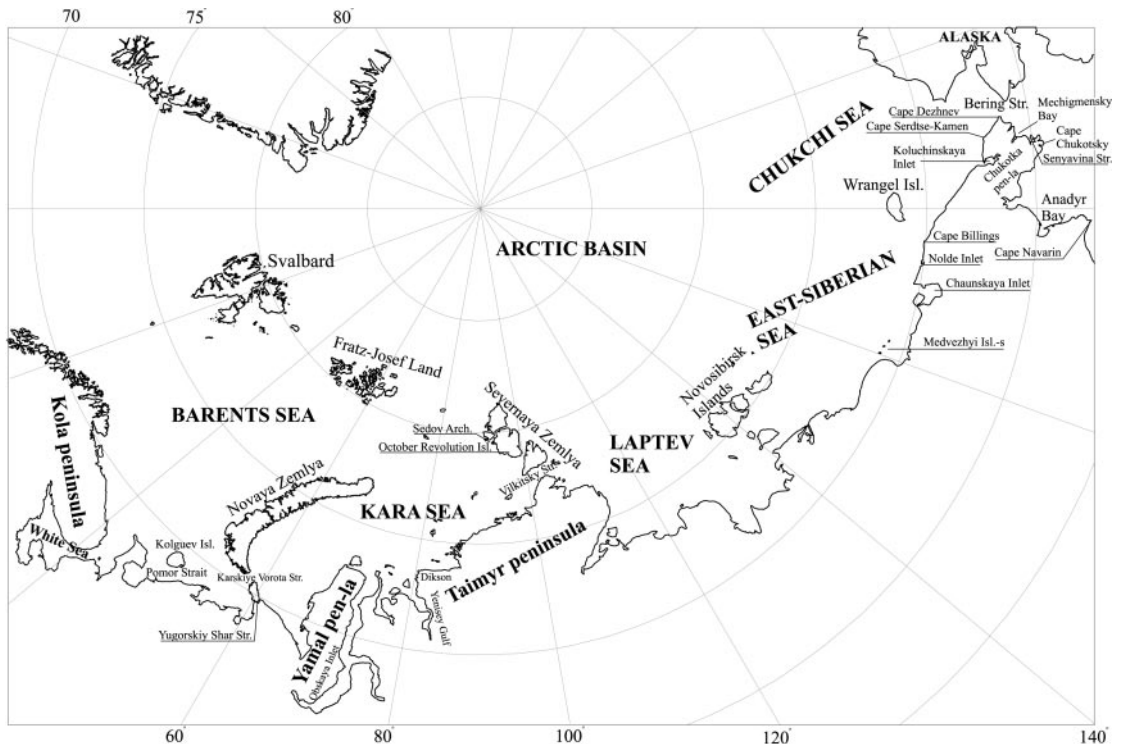 70°
75°
80°
ALASKA
Bering Str.
Cape Dezhnev
Mechigmensky
Bay
Cape Serdtse-Kamen
Cape
Chukotsky
Koluchinskaya
Inlet
Senyavina Str.
Chukotka
pen-la
CHUKCHI SEA
Wrangel Isl.
Anadyr
Bay
Cape Billings
Cape Navarin
Nolde Inlet
ARCTIC BASIN
Svalbard
Chaunskaya Inlet
EAST-SIBERIAN
SEA
Medvezhyi Isl.-s
Fratz-Josef Land
Novosibirsk
Islands
BARENTS SEA
Severnaya Zemlya
Sedov Arch.
October Revolution Isl.
LAPTEV
SEA
Kola peninsula
Vilkitsky Str.
Novaya Zemlya
KARA SEA
White Sea
Kolguev Isl.
Pomor Strait
Karskiye Vorota Str.
Dikson
Taimyr peninsula
Yenisey Gulf
Yugorskiy Shar Str.
Yamal pen-la
Obskaya Inlet
60°
80°
100°
120°
140°